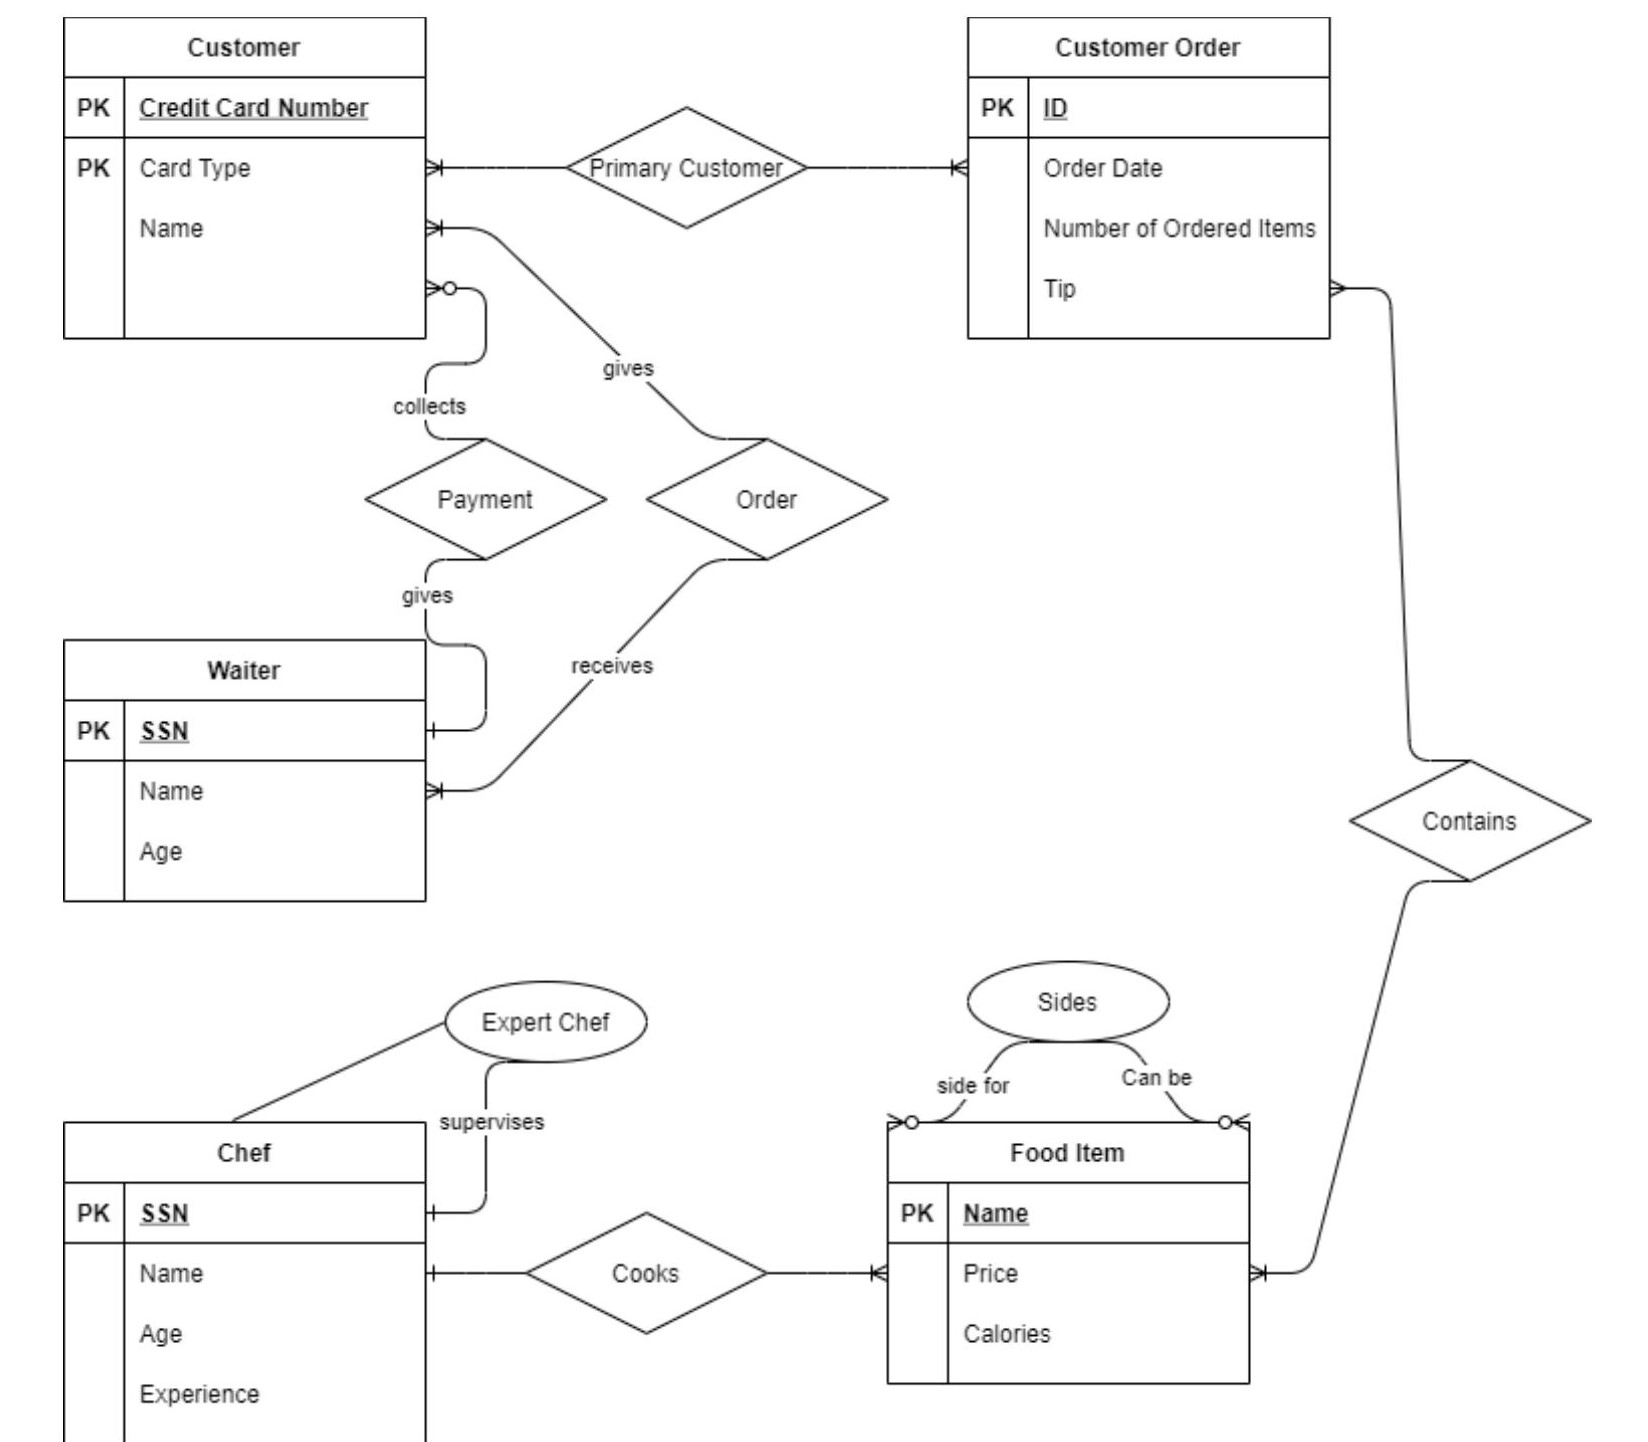 Customer
PK Credit Card Number
PK Card Type
Name
Primary Customer
Customer Order
PK ID
Order Date
Number of Ordered Items
Tip
gives
collects
Payment
Order
gives
receives
Waiter
PK SSN
Name
Age
Contains
Expert Chef
supervises
Sides
side for
Can be
Chef
PK SSN
Name
Age
Experience
Cooks
Food Item
PK Name
Price
Calories